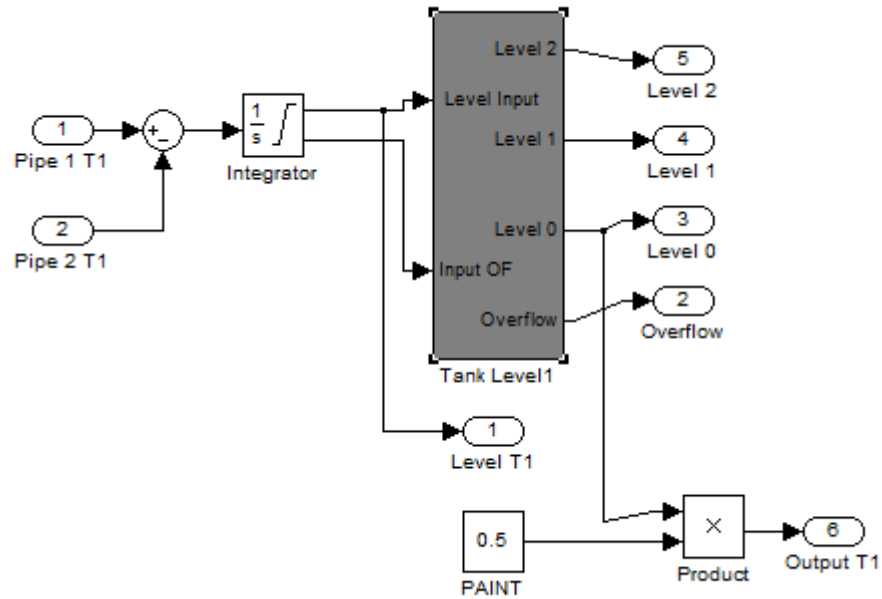 Level 2
5
Level 2
Level Input
1
Pipe 1 T1
+
−
1
s
Integrator
Level 1
4
Level 1
2
Pipe 2 T1
Level 0
3
Level 0
Input OF
Overflow
2
Overflow
Tank Level1
1
Level T1
0.5
PAINT
×
Product
6
Output T1